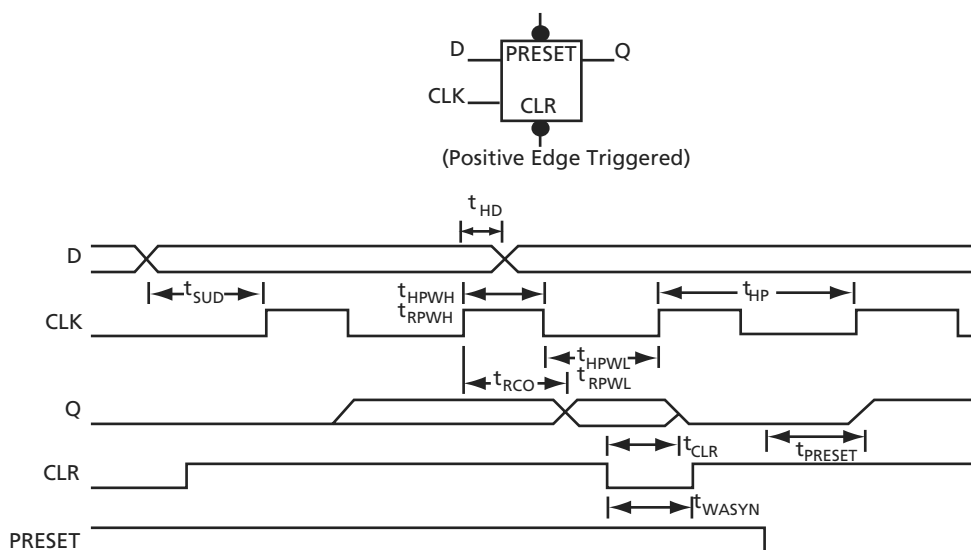 D
PRESET
Q
CLK
CLR
(Positive Edge Triggered)
tHD
D
tSUD
tHPWH
tRPWH
tHP
CLK
tHPWL
tRCO
tRPWL
Q
tCLR
tPRESET
CLR
tWASYN
PRESET